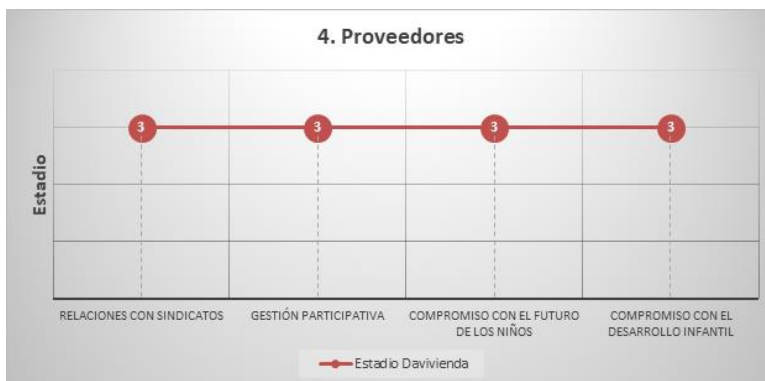 4. Proveedores
Estadio
3
3
3
3
RELACIONES CON SINDICATOS
GESTIÓN PARTICIPATIVA
COMPROMISO CON EL FUTURO
DE LOS NIÑOS
COMPROMISO CON EL
DESARROLLO INFANTIL
Estadio Davivienda